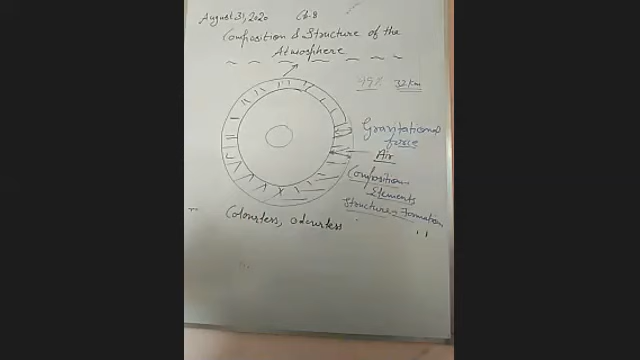 August 31, 2020 Ch-8
Composition & Structure of the
Atmosphere
99% 32 Km
Gravitational
force
Air
Composition
Elements
Structure = Formation
Colourless, odourless